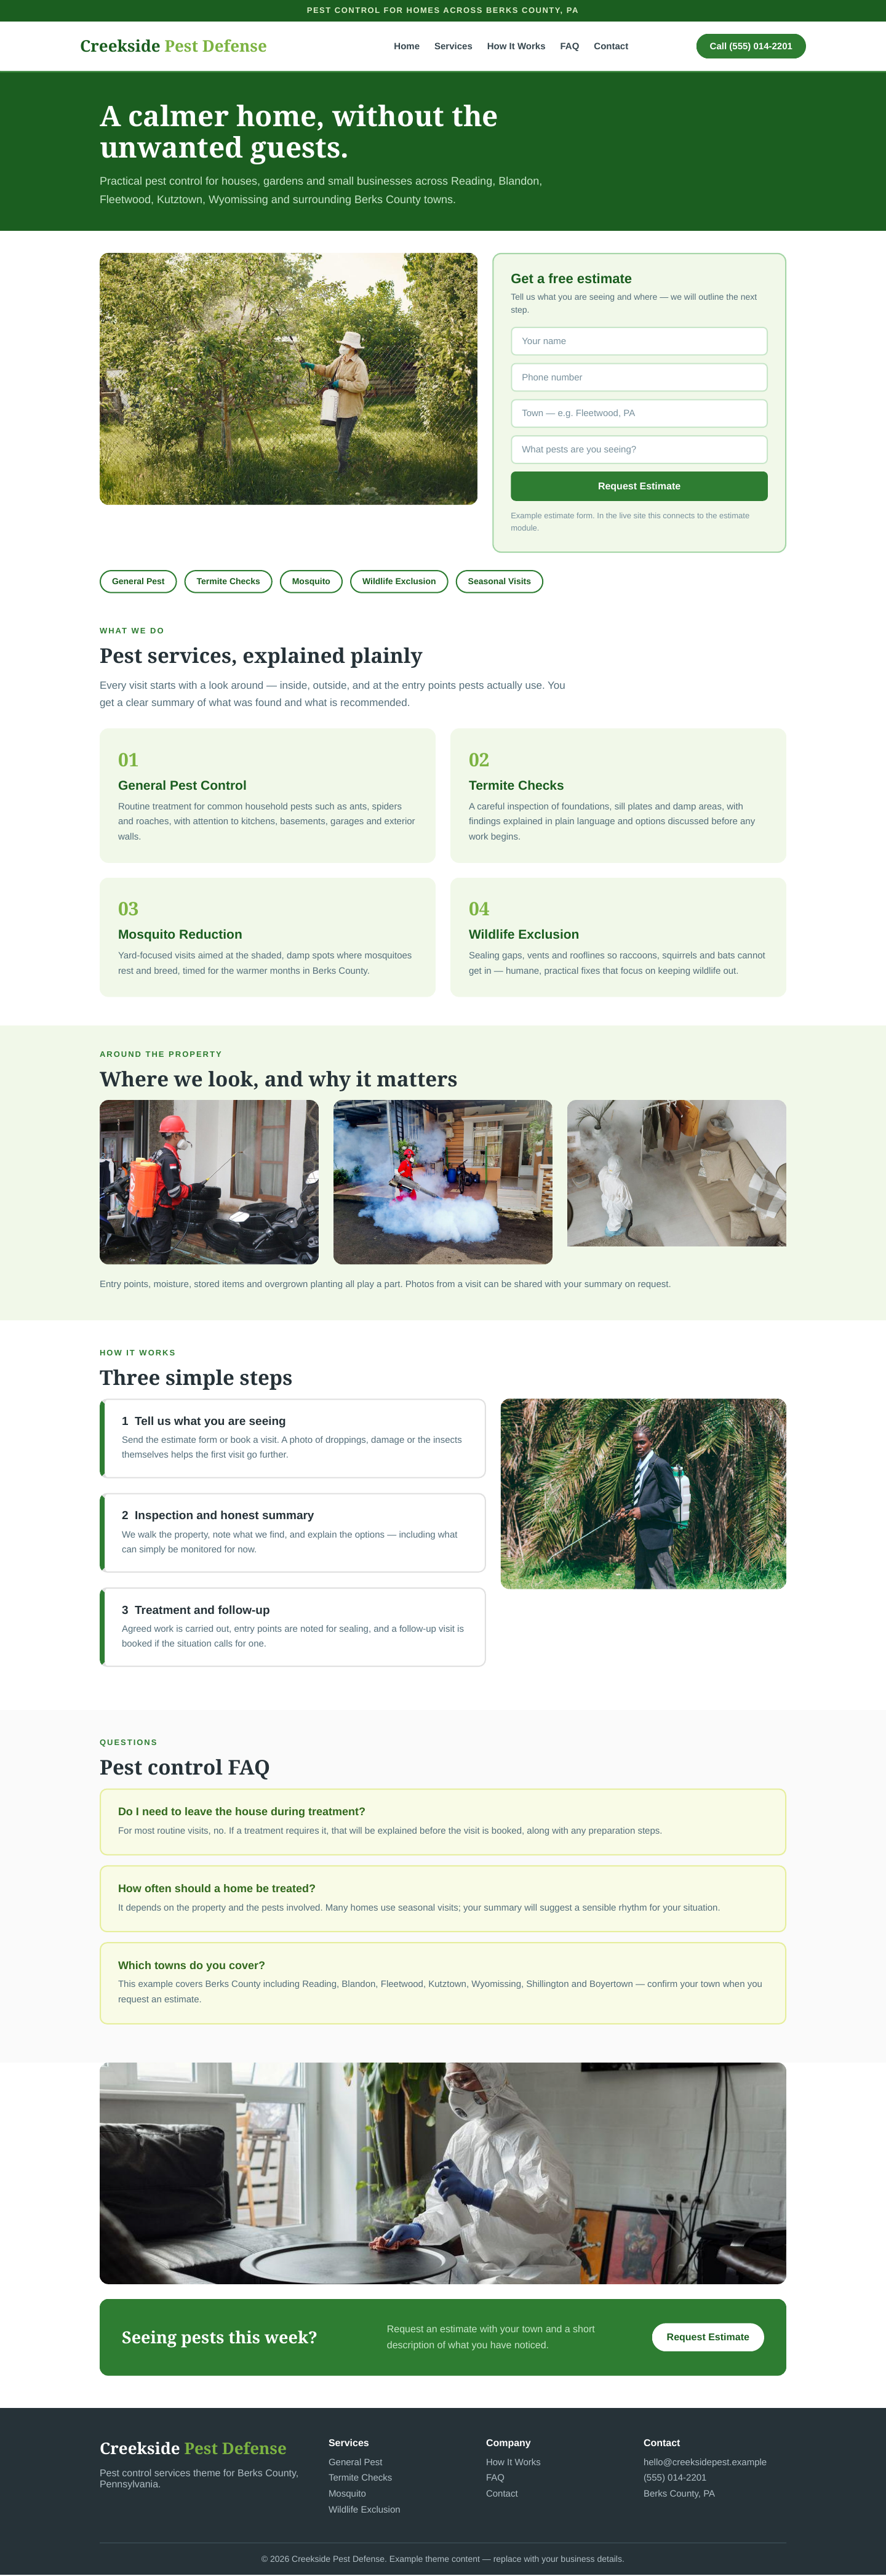 PEST CONTROL FOR HOMES ACROSS BERKS COUNTY, PA
Creekside Pest Defense
Home Services How It Works FAQ Contact
Call (555) 014-2201
A calmer home, without the
unwanted guests.
Practical pest control for houses, gardens and small businesses across Reading, Blandon,
Fleetwood, Kutztown, Wyomissing and surrounding Berks County towns.
Get a free estimate
Tell us what you are seeing and where — we will outline the next
step.
Your name
Phone number
Town — e.g. Fleetwood, PA
What pests are you seeing?
Request Estimate
Example estimate form. In the live site this connects to the estimate
module.
General Pest
Termite Checks
Mosquito
Wildlife Exclusion
Seasonal Visits
WHAT WE DO
Pest services, explained plainly
Every visit starts with a look around — inside, outside, and at the entry points pests actually use. You
get a clear summary of what was found and what is recommended.
01
General Pest Control
Routine treatment for common household pests such as ants, spiders
and roaches, with attention to kitchens, basements, garages and exterior
walls.
02
Termite Checks
A careful inspection of foundations, sill plates and damp areas, with
findings explained in plain language and options discussed before any
work begins.
03
Mosquito Reduction
Yard-focused visits aimed at the shaded, damp spots where mosquitoes
rest and breed, timed for the warmer months in Berks County.
04
Wildlife Exclusion
Sealing gaps, vents and rooflines so raccoons, squirrels and bats cannot
get in — humane, practical fixes that focus on keeping wildlife out.
AROUND THE PROPERTY
Where we look, and why it matters
Entry points, moisture, stored items and overgrown planting all play a part. Photos from a visit can be shared with your summary on request.
HOW IT WORKS
Three simple steps
1 Tell us what you are seeing
Send the estimate form or book a visit. A photo of droppings, damage or the insects
themselves helps the first visit go further.
2 Inspection and honest summary
We walk the property, note what we find, and explain the options — including what
can simply be monitored for now.
3 Treatment and follow-up
Agreed work is carried out, entry points are noted for sealing, and a follow-up visit is
booked if the situation calls for one.
QUESTIONS
Pest control FAQ
Do I need to leave the house during treatment?
For most routine visits, no. If a treatment requires it, that will be explained before the visit is booked, along with any preparation steps.
How often should a home be treated?
It depends on the property and the pests involved. Many homes use seasonal visits; your summary will suggest a sensible rhythm for your situation.
Which towns do you cover?
This example covers Berks County including Reading, Blandon, Fleetwood, Kutztown, Wyomissing, Shillington and Boyertown — confirm your town when you
request an estimate.
Seeing pests this week?
Request an estimate with your town and a short
description of what you have noticed.
Request Estimate
Creekside Pest Defense
Pest control services theme for Berks County,
Pennsylvania.
Services
General Pest
Termite Checks
Mosquito
Wildlife Exclusion
Company
How It Works
FAQ
Contact
Contact
hello@creeksidepest.example
(555) 014-2201
Berks County, PA
© 2026 Creekside Pest Defense. Example theme content — replace with your business details.